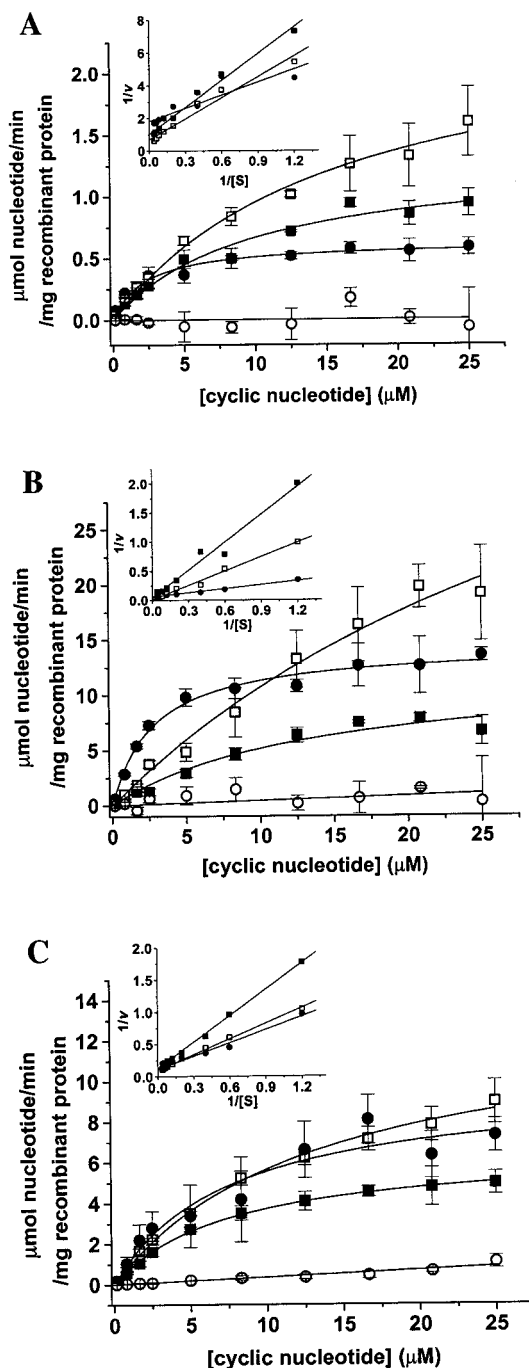 A
μmol nucleotide/min
/mg recombinant protein
2.0
1.5
1.0
0.5
0.0
8
6
4
2
0
1/v
0.0 0.3 0.6 0.9 1.2
1/[S]
0 5 10 15 20 25
[cyclic nucleotide] (μM)
B
μmol nucleotide/min
/mg recombinant protein
25
20
15
10
5
0
2.0
1.5
1.0
0.5
0.0
1/v
0.0 0.3 0.6 0.9 1.2
1/[S]
0 5 10 15 20 25
[cyclic nucleotide] (μM)
C
μmol nucleotide/min
/mg recombinant protein
14
12
10
8
6
4
2
0
2.0
1.5
1.0
0.5
0.0
1/v
0.0 0.3 0.6 0.9 1.2
1/[S]
0 5 10 15 20 25
[cyclic nucleotide] (μM)